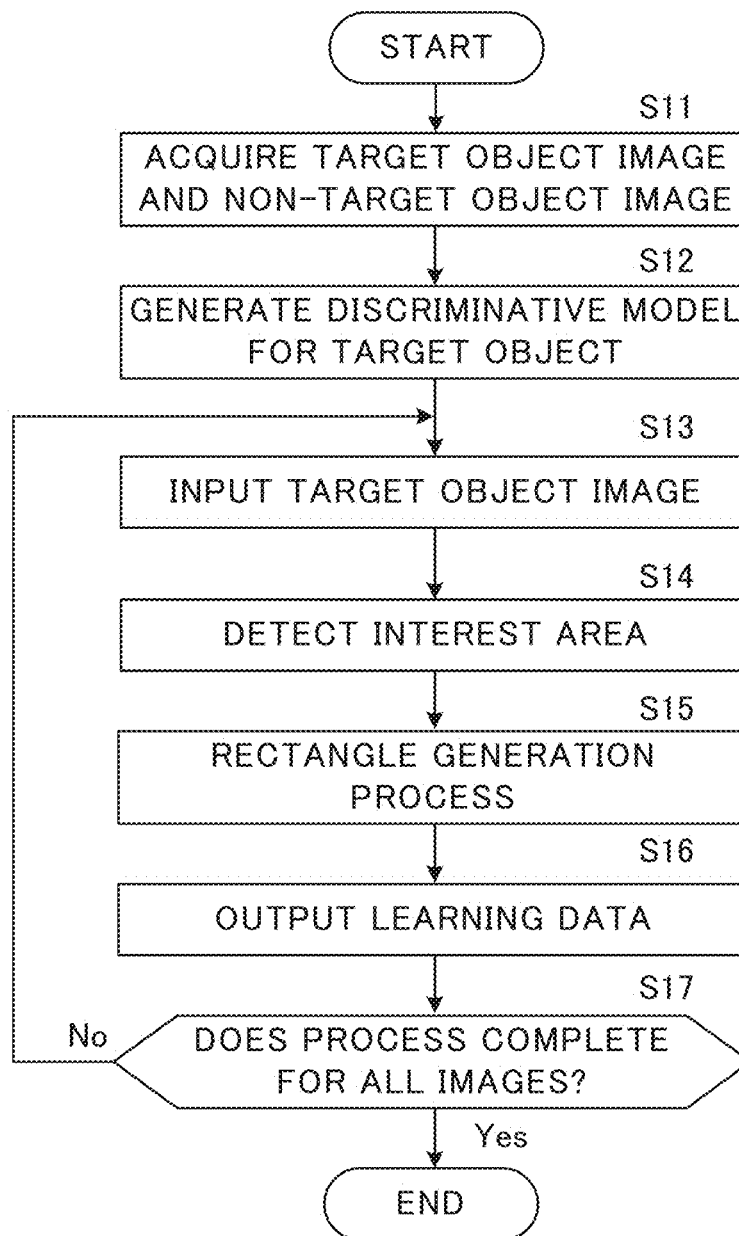 START
S11
ACQUIRE TARGET OBJECT IMAGE
AND NON-TARGET OBJECT IMAGE
S12
GENERATE DISCRIMINATIVE MODEL
FOR TARGET OBJECT
S13
INPUT TARGET OBJECT IMAGE
S14
DETECT INTEREST AREA
S15
RECTANGLE GENERATION
PROCESS
S16
OUTPUT LEARNING DATA
S17
No
DOES PROCESS COMPLETE
FOR ALL IMAGES?
Yes
END